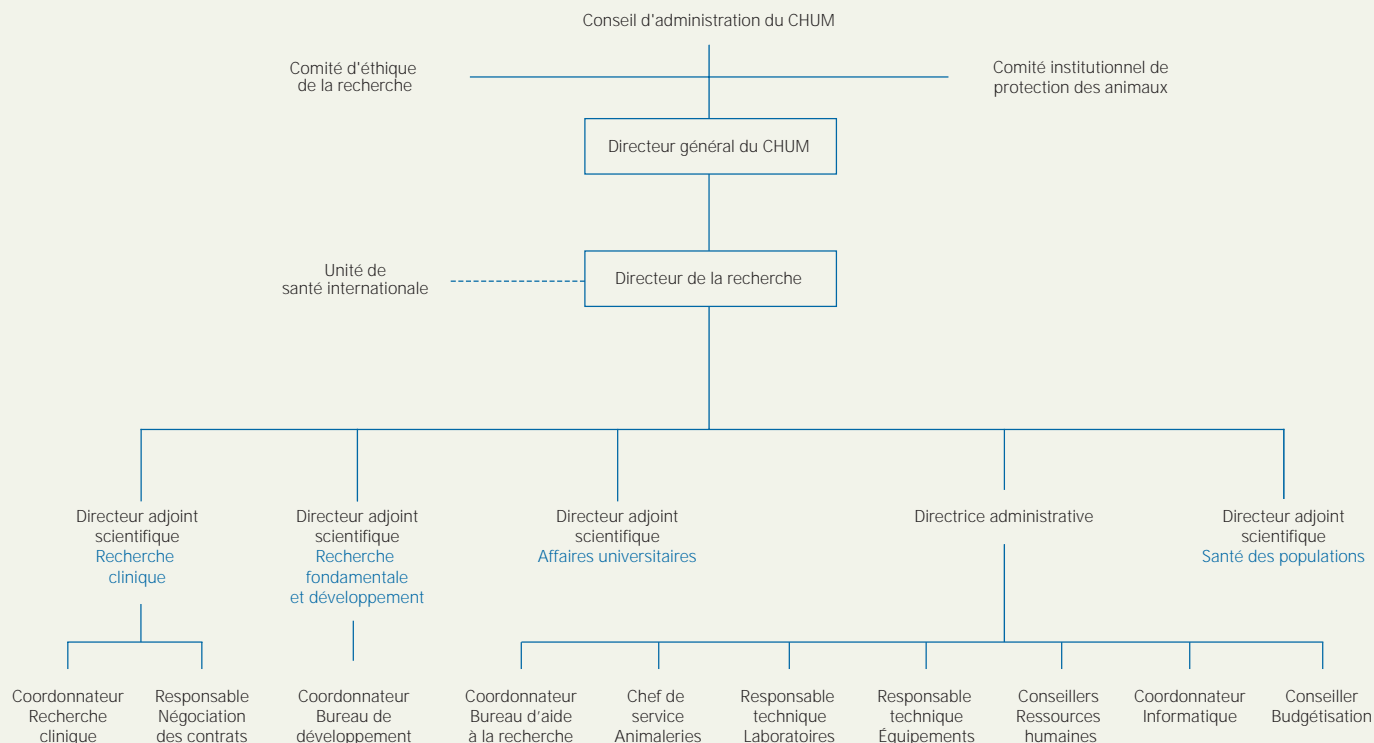 Conseil d'administration du CHUM
Comité d'éthique
de la recherche
Comité institutionnel de
protection des animaux
Directeur général du CHUM
Unité de
santé internationale
Directeur de la recherche
Directeur adjoint
scientifique
Recherche
clinique
Directeur adjoint
scientifique
Recherche
fondamentale
et développement
Directeur adjoint
scientifique
Affaires universitaires
Directrice administrative
Directeur adjoint
scientifique
Santé des populations
Coordonnateur
Recherche
clinique
Responsable
Négociation
des contrats
Coordonnateur
Bureau de
développement
Coordonnateur
Bureau d'aide
à la recherche
Chef de
service
Animaleries
Responsable
technique
Laboratoires
Responsable
technique
Équipements
Conseillers
Ressources
humaines
Coordonnateur
Informatique
Conseiller
Budgétisation